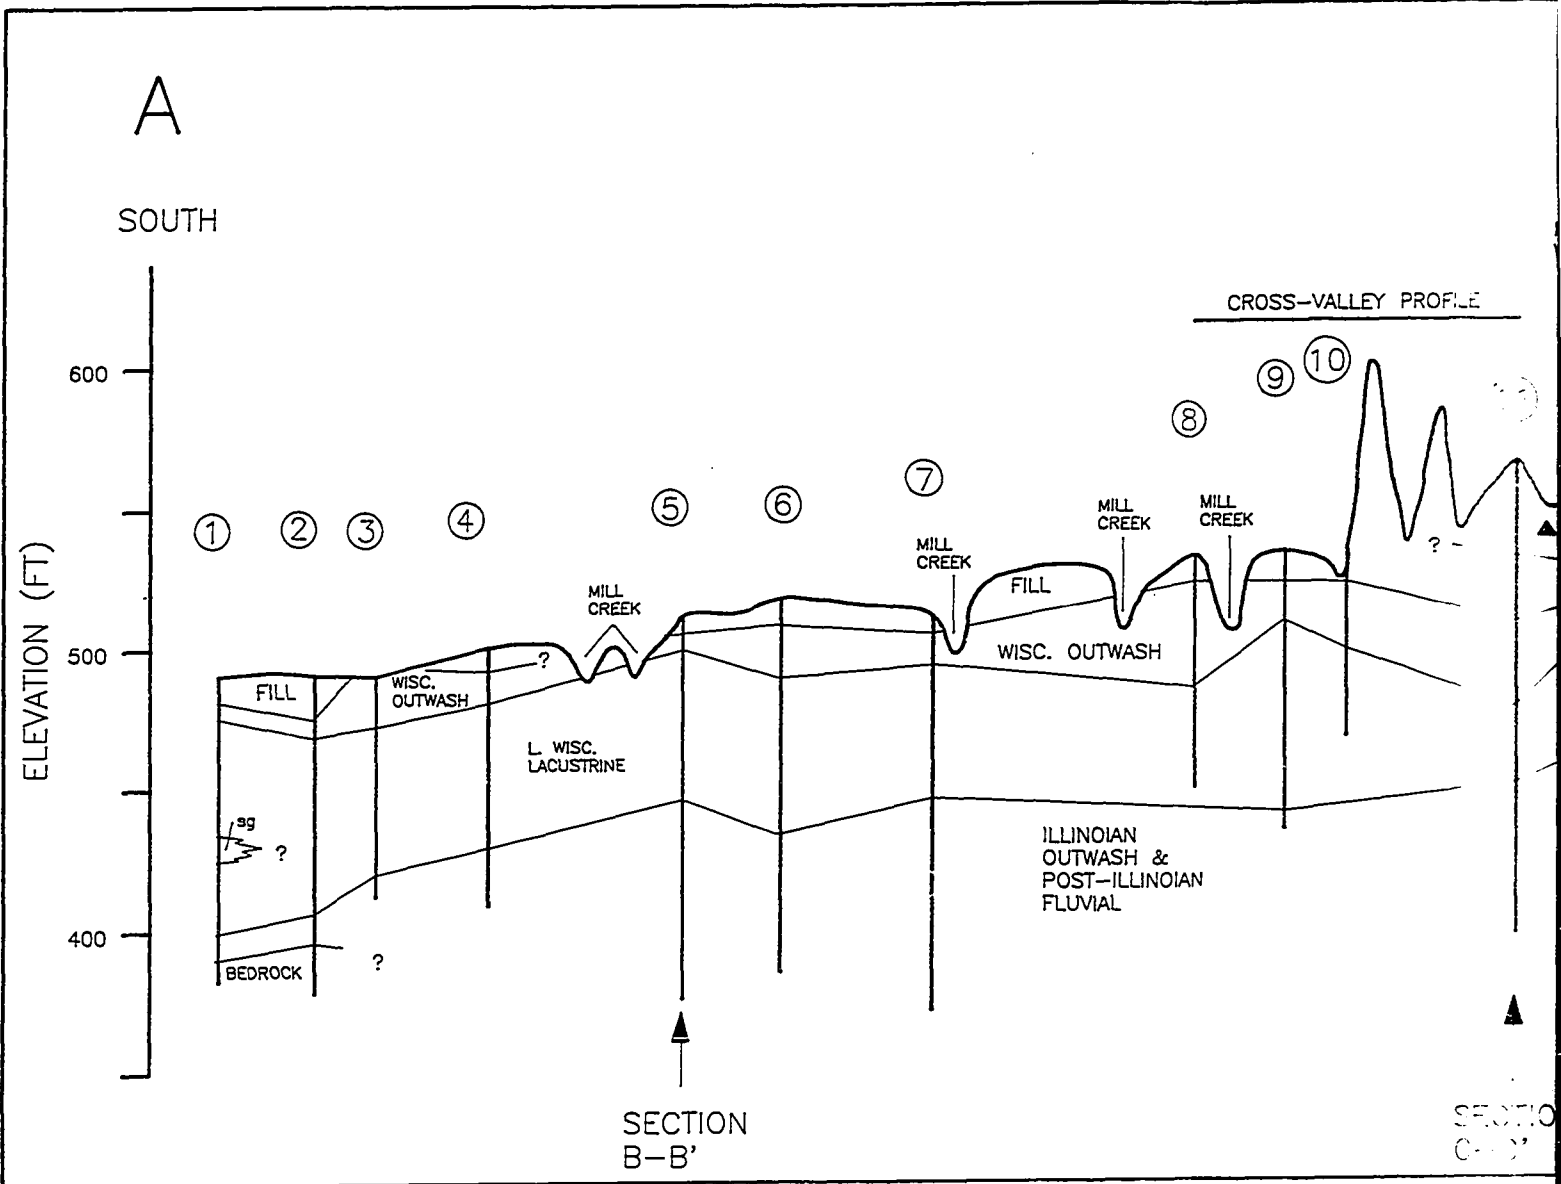 A
SOUTH
CROSS-VALLEY PROFILE
600
10
9
8
7
5
6
4
1
2
3
MILL
CREEK
MILL
CREEK
MILL
CREEK
MILL
CREEK
? -
FILL
ELEVATION (FT)
500
?
WISC. OUTWASH
FILL
WISC.
OUTWASH
L. WISC.
LACUSTRINE
sg
?
ILLINOIAN
OUTWASH &
POST-ILLINOIAN
FLUVIAL
400
?
BEDROCK
SECTION
B-B'